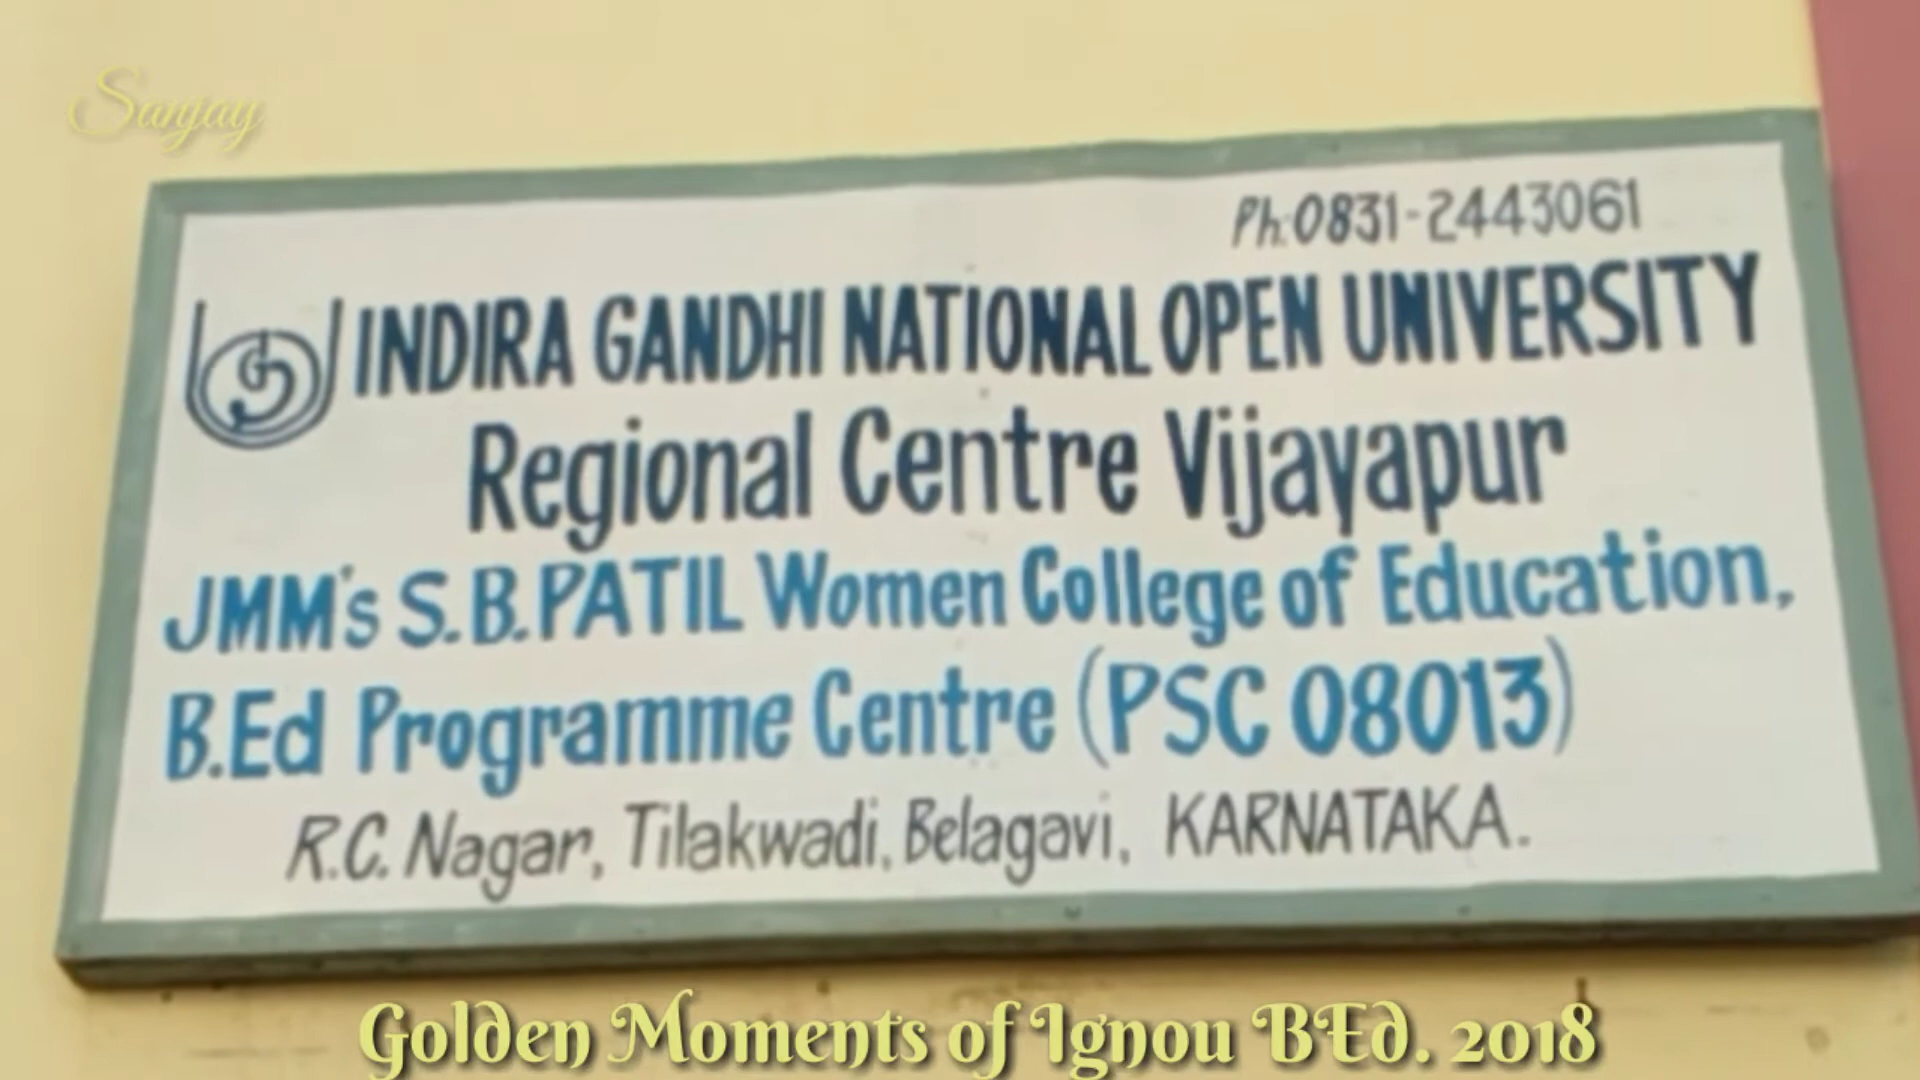 Sanjay
Ph:0831-2443061
INDIRA GANDHI NATIONAL OPEN UNIVERSITY
Regional Centre Vijayapur
JMM's S.B.PATIL Women College of Education,
B.Ed Programme Centre (PSC 08013)
R.C. Nagar, Tilakwadi, Belagavi, KARNATAKA.
Golden Moments of Ignou BEd. 2018